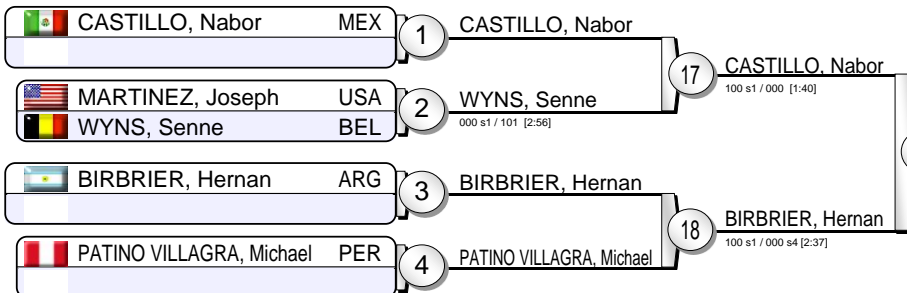 CASTILLO, Nabor MEX
1
CASTILLO, Nabor
MARTINEZ, Joseph USA
WYNS, Senne BEL
2
WYNS, Senne
000 s1 / 101 [2:56]
17
CASTILLO, Nabor
100 s1 / 000 [1:40]
BIRBRIER, Hernan ARG
3
BIRBRIER, Hernan
PATINO VILLAGRA, Michael PER
4
PATINO VILLAGRA, Michael
18
BIRBRIER, Hernan
100 s1 / 000 s4 [2:37]